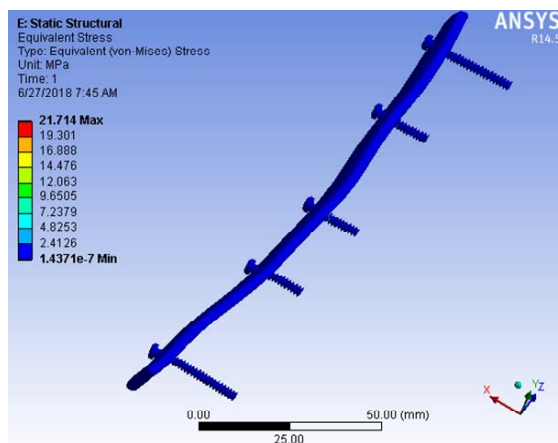 E: Static Structural
Equivalent Stress
Type: Equivalent (von-Mises) Stress
Unit: MPa
Time: 1
6/27/2018 7:45 AM
21.714 Max
19.301
16.888
14.476
12.063
9.6505
7.2379
4.8253
2.4126
1.4371e-7 Min
ANSYS
R14.5
0.00
50.00 (mm)
25.00
X
Y
Z